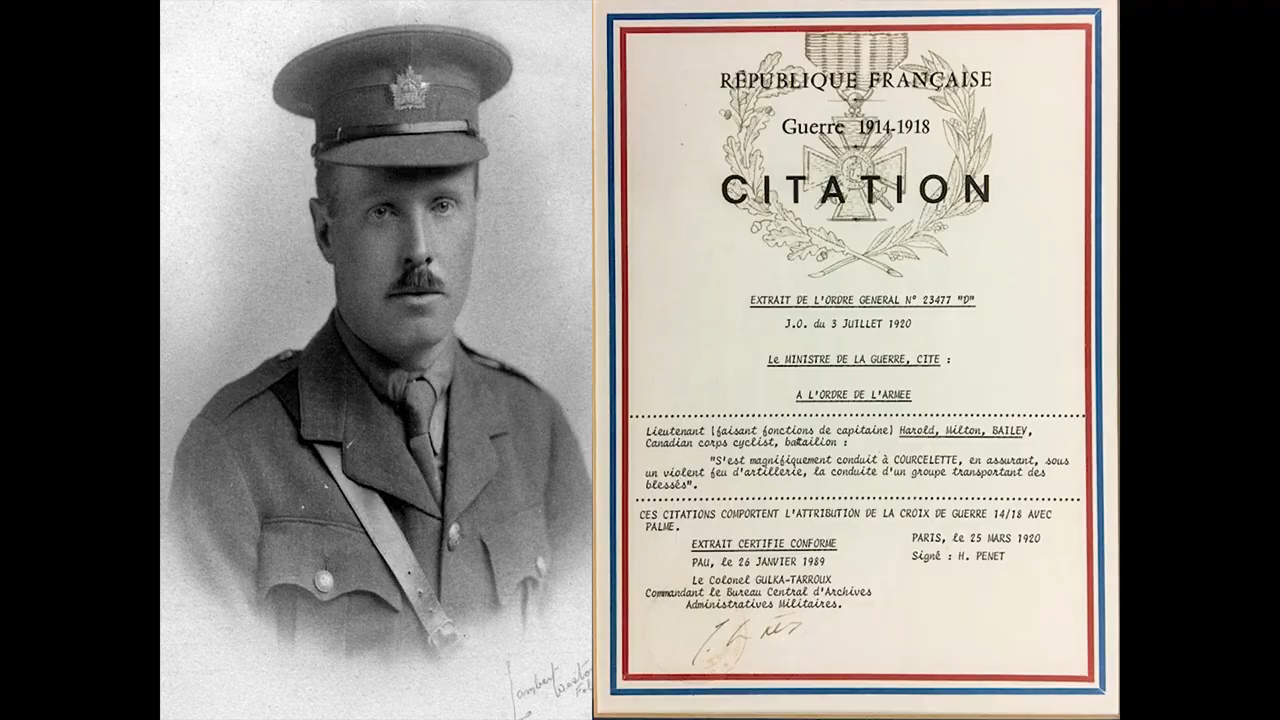 Lambert Weston
RÉPUBLIQUE FRANÇAISE
Guerre 1914-1918
CITATION
EXTRAIT DE L'ORDRE GENERAL N° 23477 "D"
J.O. du 3 JUILLET 1920
Le MINISTRE DE LA GUERRE, CITE :
A L'ORDRE DE L'ARMEE
Lieutenant (faisant fonctions de capitaine) Harold, Milton, BAILEY,
Canadian corps cyclist, battailion :
"S'est magnifiquement conduit à COURCELETTE, en assurant, sous
un violent feu d'artillerie, la conduite d'un groupe transportant des
blessés".
CES CITATIONS COMPORTENT L'ATTRIBUTION DE LA CROIX DE GUERRE 14/18 AVEC
PALME.
EXTRAIT CERTIFIE CONFORME
PAU, le 26 JANVIER 1989
Le Colonel GULKA-TARROUX
Commandant le Bureau Central d'Archives
Administratives Militaires.
PARIS, le 25 MARS 1920
Signé : H. PENET